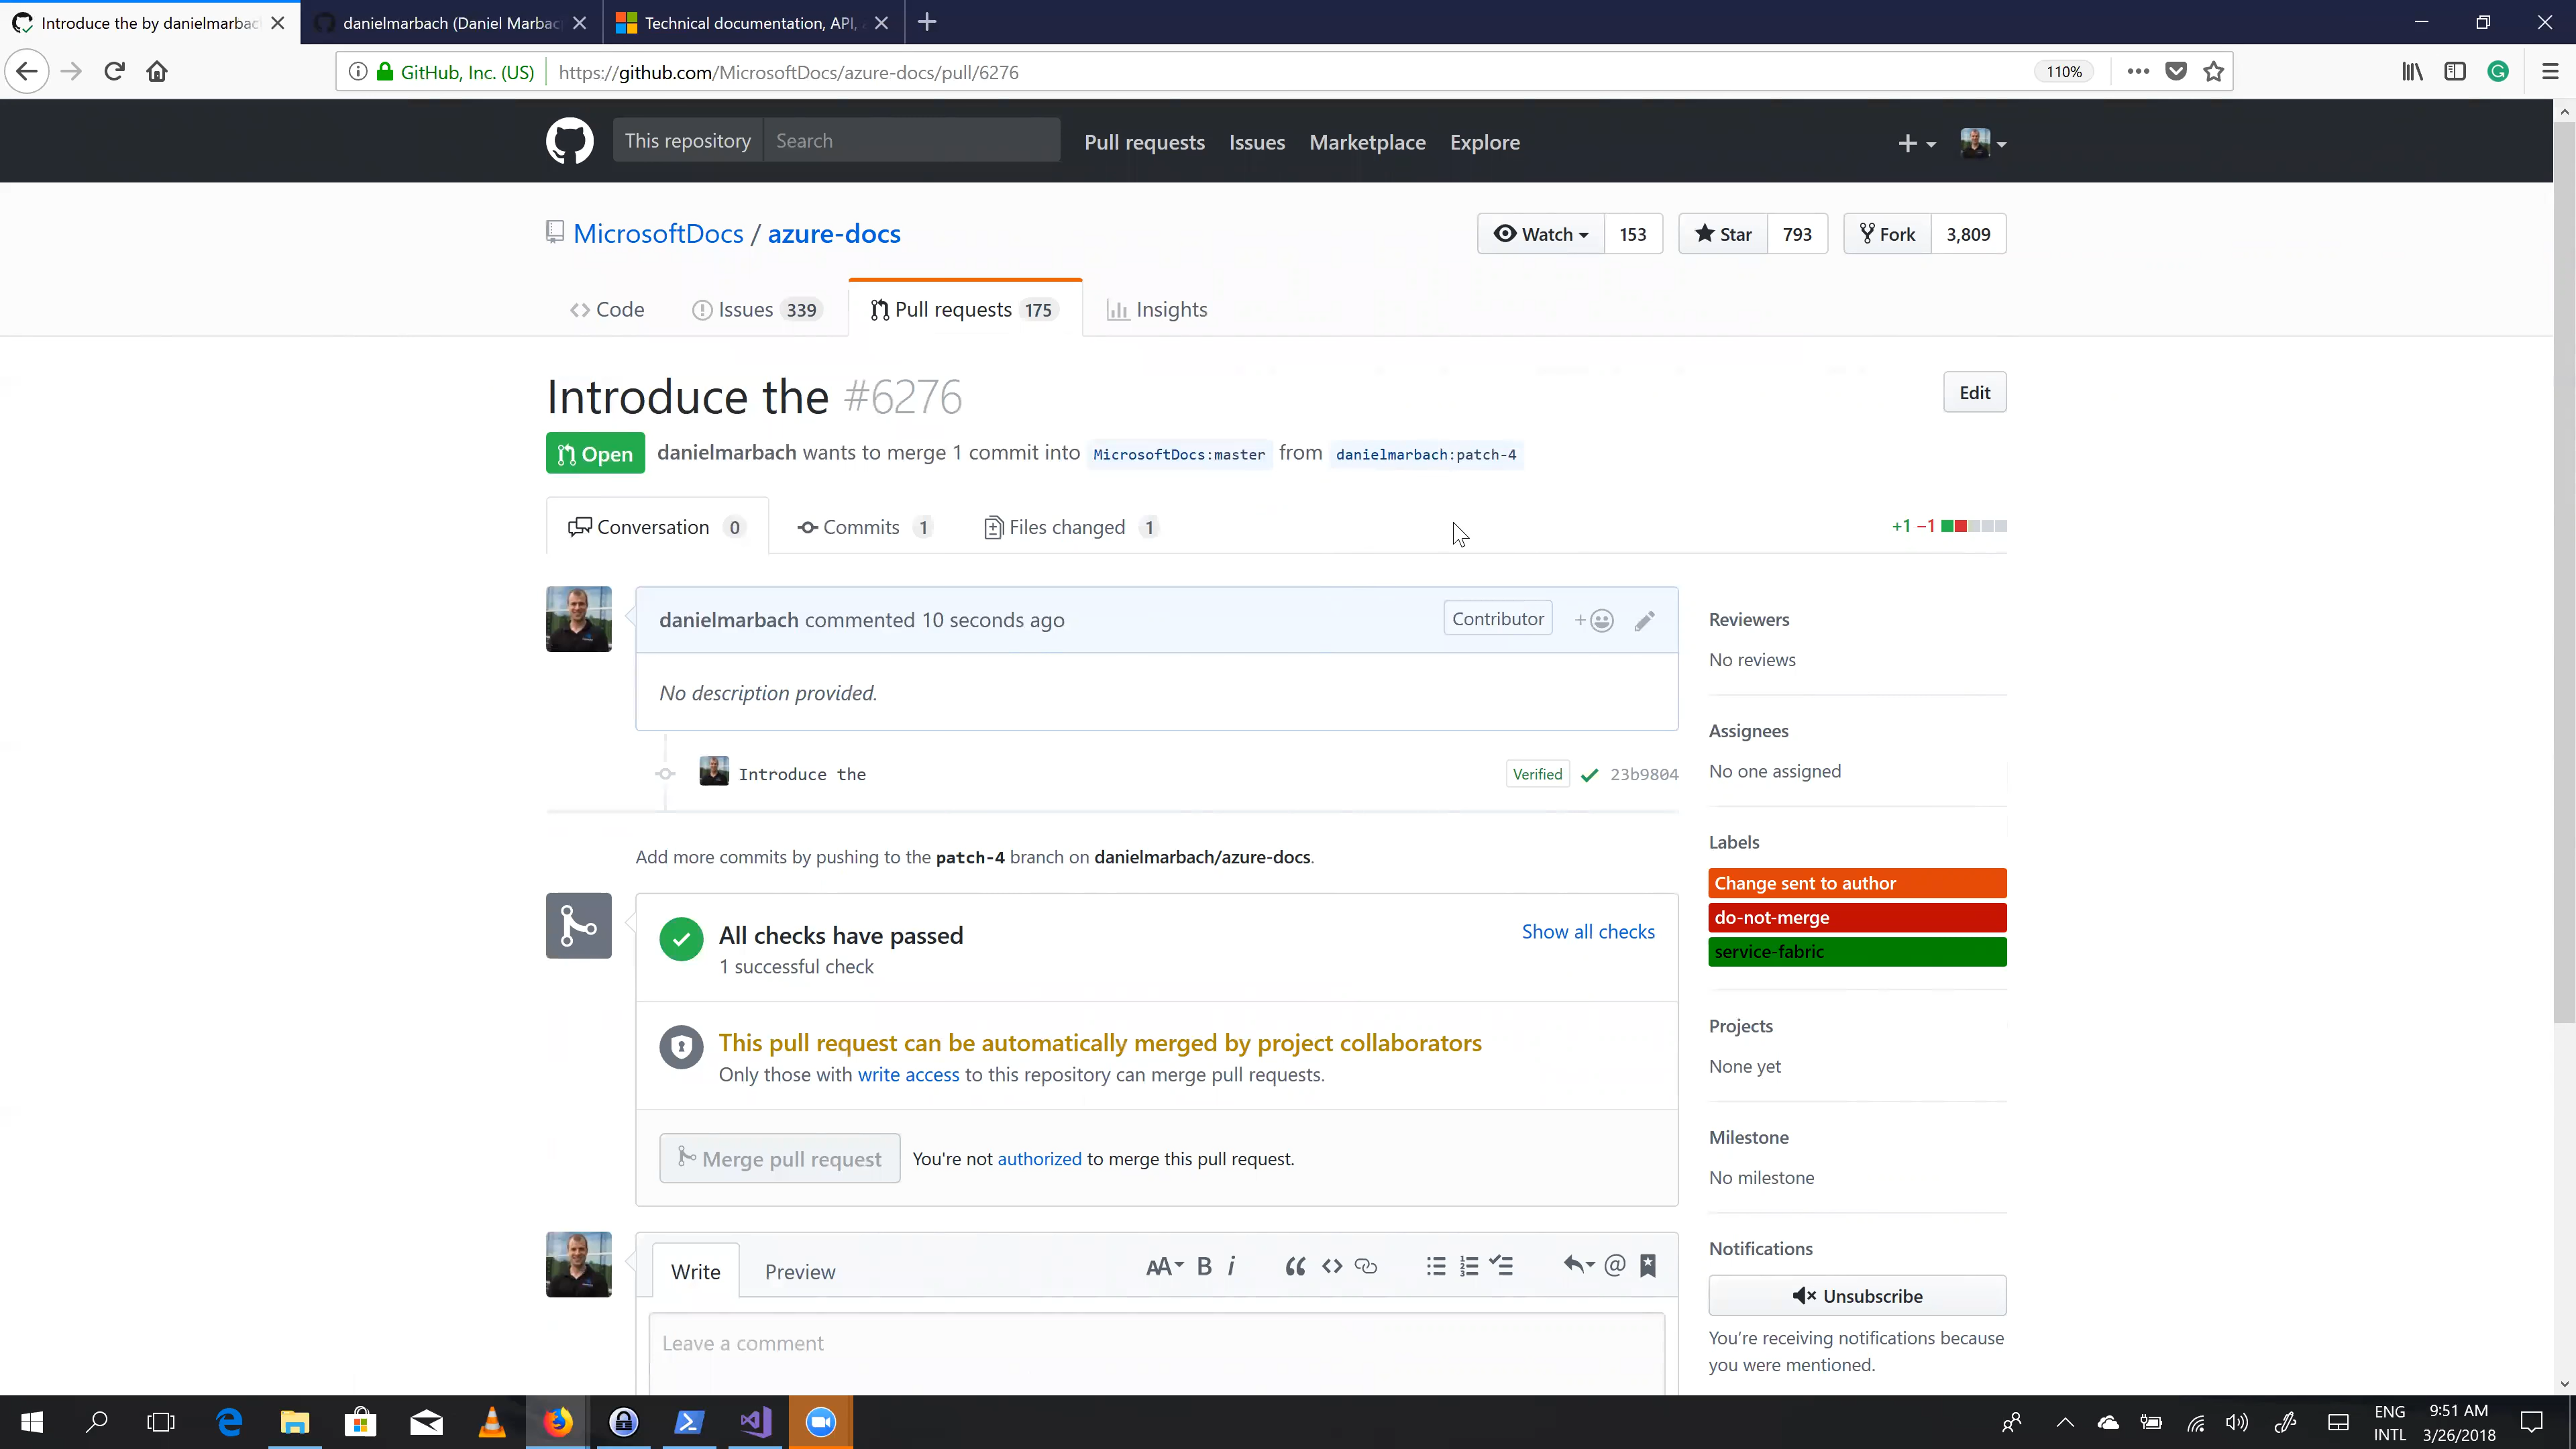 Introduce the by danielmarbac
danielmarbach (Daniel Marbac
Technical documentation, API,
GitHub, Inc. (US)
https://github.com/MicrosoftDocs/azure-docs/pull/6276
110%
This repository
Search
Pull requests
Issues
Marketplace
Explore
MicrosoftDocs / azure-docs
Watch
153
Star
793
Fork
3,809
Code
Issues 339
Pull requests 175
Insights
Introduce the #6276
Edit
Open
danielmarbach wants to merge 1 commit into MicrosoftDocs:master from danielmarbach:patch-4
Conversation 0
Commits 1
Files changed 1
+1 −1
danielmarbach commented 10 seconds ago
Contributor
No description provided.
Introduce the
Verified
23b9804
Add more commits by pushing to the patch-4 branch on danielmarbach/azure-docs.
All checks have passed
1 successful check
Show all checks
This pull request can be automatically merged by project collaborators
Only those with write access to this repository can merge pull requests.
Merge pull request
You're not authorized to merge this pull request.
Write
Preview
Leave a comment
Reviewers
No reviews
Assignees
No one assigned
Labels
Change sent to author
do-not-merge
service-fabric
Projects
None yet
Milestone
No milestone
Notifications
Unsubscribe
You're receiving notifications because
you were mentioned.
ENG
INTL
9:51 AM
3/26/2018